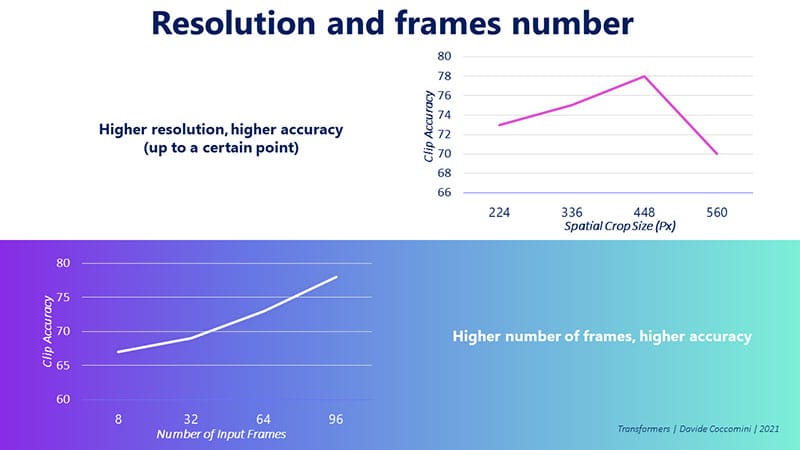 Resolution and frames number
Higher resolution, higher accuracy
(up to a certain point)
Clip Accuracy
80
78
76
74
72
70
68
66
224 336 448 560
Spatial Crop Size (Px)
Clip Accuracy
80
75
70
65
60
8 32 64 96
Number of Input Frames
Higher number of frames, higher accuracy
Transformers | Davide Coccomini | 2021